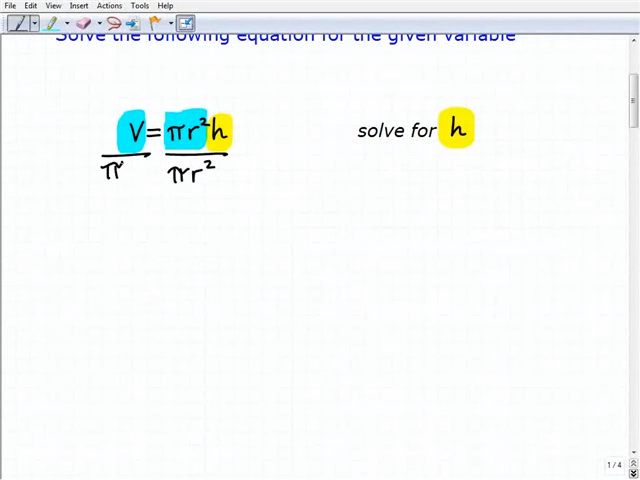 File Edit View Insert Actions Tools Help
Solve the following equation for the given variable
V = πr²h
solve for h
π πr²
1 / 4